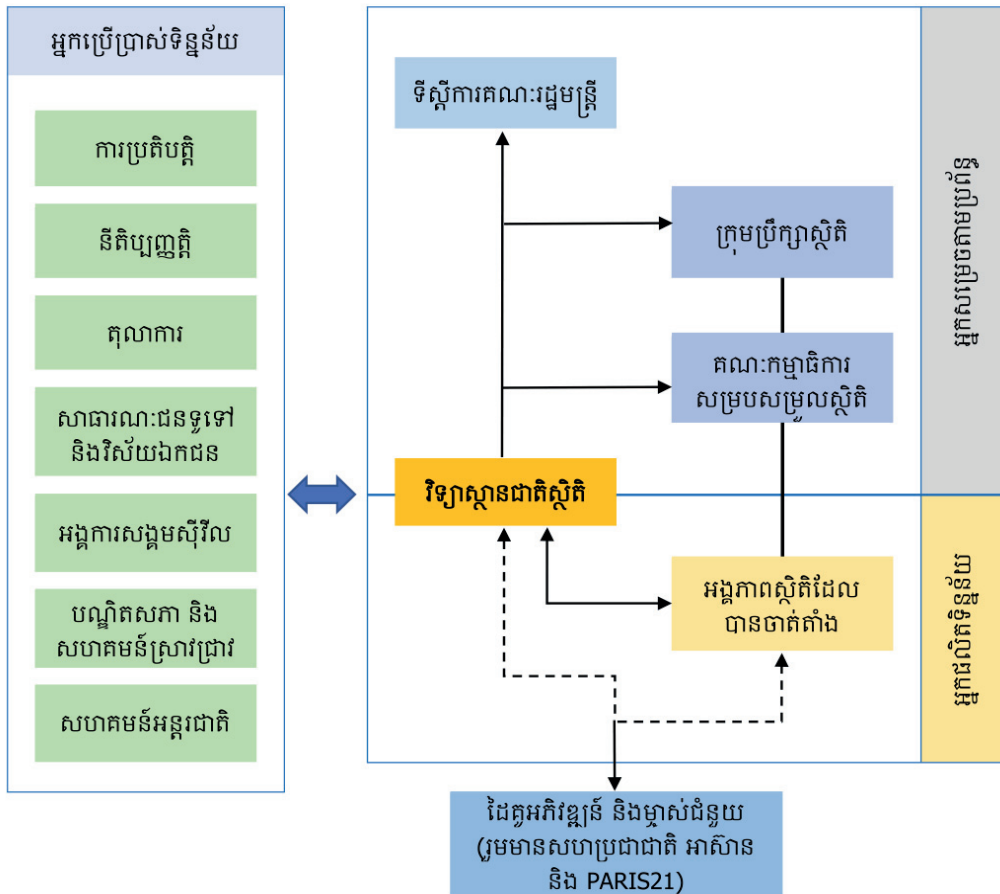 អ្នកប្រើប្រាស់ទិន្នន័យ
ការប្រតិបត្តិ
នីតិប្បញ្ញត្តិ
តុលាការ
សាធារណៈជនទូទៅ
និងវិស័យឯកជន
អង្គការសង្គមស៊ីវីល
បណ្ឌិតសភា និង
សហគមន៍ស្រាវជ្រាវ
សហគមន៍អន្តរជាតិ
ទីស្តីការគណៈរដ្ឋមន្ត្រី
ក្រុមប្រឹក្សាស្ថិតិ
គណៈកម្មាធិការ
សម្របសម្រួលស្ថិតិ
វិទ្យាស្ថានជាតិស្ថិតិ
អង្គភាពស្ថិតិដែល
បានចាត់តាំង
ដៃគូអភិវឌ្ឍន៍ និងម្ចាស់ជំនួយ
(រួមមានសហប្រជាជាតិ អាស៊ាន
និង PARIS21)
អ្នកសម្រេចគោលនយោបាយ
អ្នកផលិតទិន្នន័យ